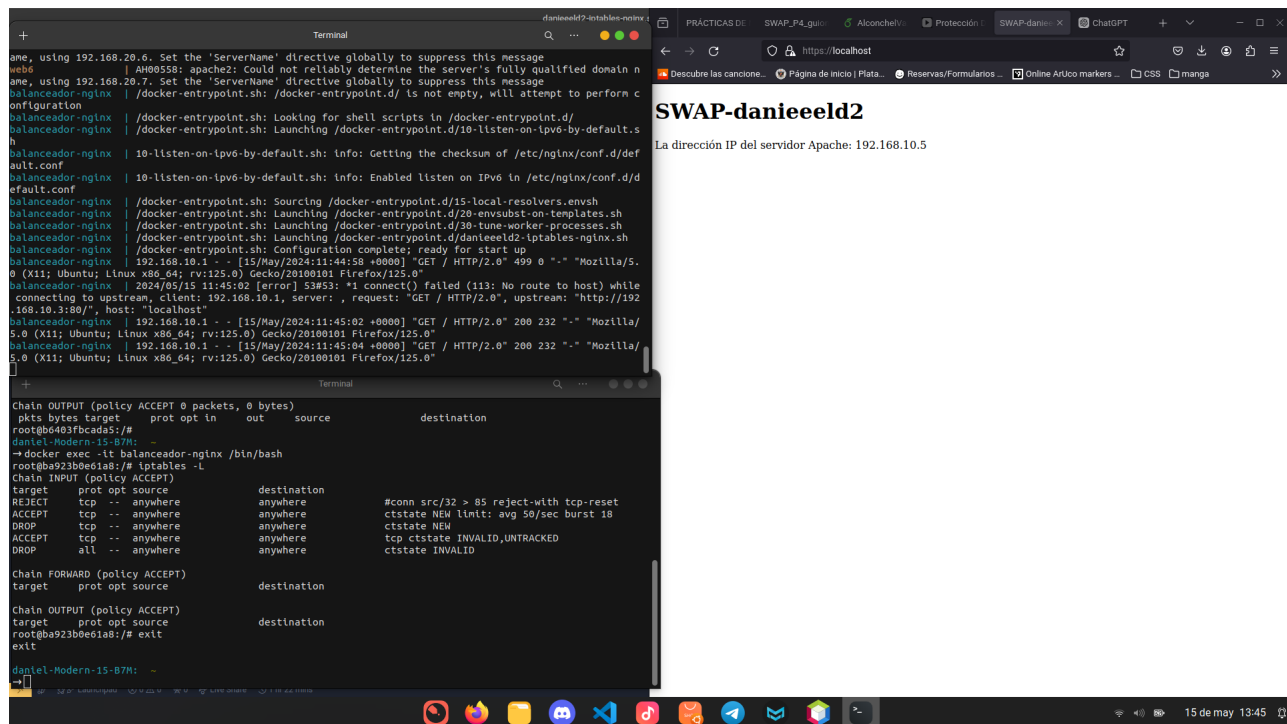 danieeeld2-iptables-nginx.s
Terminal
ame, using 192.168.20.6. Set the 'ServerName' directive globally to suppress this message
web6 | AH00558: apache2: Could not reliably determine the server's fully qualified domain n
ame, using 192.168.20.7. Set the 'ServerName' directive globally to suppress this message
balanceador-nginx | /docker-entrypoint.sh: /docker-entrypoint.d/ is not empty, will attempt to perform c
onfiguration
balanceador-nginx | /docker-entrypoint.sh: Looking for shell scripts in /docker-entrypoint.d/
balanceador-nginx | /docker-entrypoint.sh: Launching /docker-entrypoint.d/10-listen-on-ipv6-by-default.s
h
balanceador-nginx | 10-listen-on-ipv6-by-default.sh: info: Getting the checksum of /etc/nginx/conf.d/def
ault.conf
balanceador-nginx | 10-listen-on-ipv6-by-default.sh: info: Enabled listen on IPv6 in /etc/nginx/conf.d/d
efault.conf
balanceador-nginx | /docker-entrypoint.sh: Sourcing /docker-entrypoint.d/15-local-resolvers.envsh
balanceador-nginx | /docker-entrypoint.sh: Launching /docker-entrypoint.d/20-envsubst-on-templates.sh
balanceador-nginx | /docker-entrypoint.sh: Launching /docker-entrypoint.d/30-tune-worker-processes.sh
balanceador-nginx | /docker-entrypoint.sh: Launching /docker-entrypoint.d/danieeeld2-iptables-nginx.sh
balanceador-nginx | /docker-entrypoint.sh: Configuration complete; ready for start up
balanceador-nginx | 192.168.10.1 - - [15/May/2024:11:44:58 +0000] "GET / HTTP/2.0" 499 0 "-" "Mozilla/5.
0 (X11; Ubuntu; Linux x86_64; rv:125.0) Gecko/20100101 Firefox/125.0"
balanceador-nginx | 2024/05/15 11:45:02 [error] 53#53: *1 connect() failed (113: No route to host) while
connecting to upstream, client: 192.168.10.1, server: , request: "GET / HTTP/2.0", upstream: "http://192
.168.10.3:80/", host: "localhost"
balanceador-nginx | 192.168.10.1 - - [15/May/2024:11:45:02 +0000] "GET / HTTP/2.0" 200 232 "-" "Mozilla/
5.0 (X11; Ubuntu; Linux x86_64; rv:125.0) Gecko/20100101 Firefox/125.0"
balanceador-nginx | 192.168.10.1 - - [15/May/2024:11:45:04 +0000] "GET / HTTP/2.0" 200 232 "-" "Mozilla/
5.0 (X11; Ubuntu; Linux x86_64; rv:125.0) Gecko/20100101 Firefox/125.0"
Terminal
Chain OUTPUT (policy ACCEPT 0 packets, 0 bytes)
pkts bytes target prot opt in out source destination
root@b6403fbcada5:/#
daniel-Modern-15-B7M: ~
→ docker exec -it balanceador-nginx /bin/bash
root@ba923b0e61a8:/# iptables -L
Chain INPUT (policy ACCEPT)
target prot opt source destination
REJECT tcp -- anywhere anywhere #conn src/32 > 85 reject-with tcp-reset
ACCEPT tcp -- anywhere anywhere ctstate NEW limit: avg 50/sec burst 18
DROP tcp -- anywhere anywhere ctstate NEW
ACCEPT tcp -- anywhere anywhere tcp ctstate INVALID,UNTRACKED
DROP all -- anywhere anywhere ctstate INVALID
Chain FORWARD (policy ACCEPT)
target prot opt source destination
Chain OUTPUT (policy ACCEPT)
target prot opt source destination
root@ba923b0e61a8:/# exit
exit
daniel-Modern-15-B7M: ~
→
PRÁCTICAS DE SWAP_P4_guio AlconchelVa Protección SWAP-daniee ChatGPT
https://localhost
Descubre las cancione... Página de inicio | Plata... Reservas/Formularios ... Online ArUco markers ... CSS manga
SWAP-danieeeld2
La dirección IP del servidor Apache: 192.168.10.5
15 de may 13:45